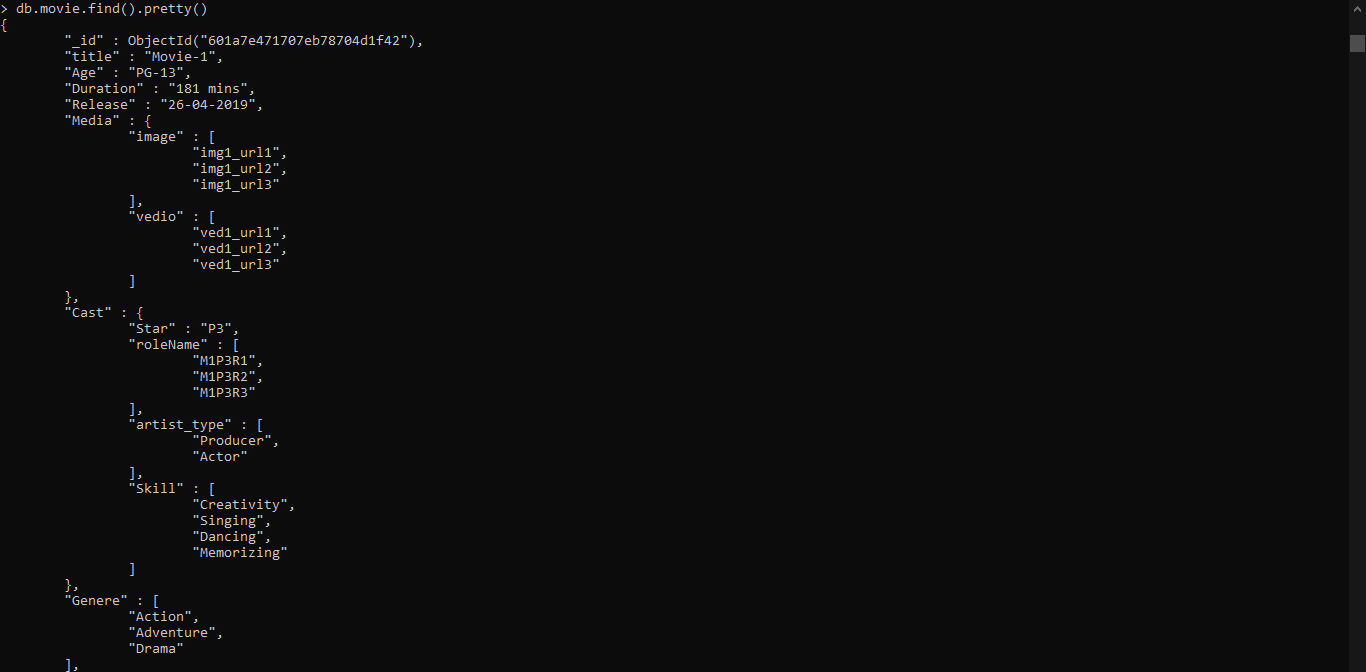 > db.movie.find().pretty()
{
        "_id" : ObjectId("601a7e471707eb78704d1f42"),
        "title" : "Movie-1",
        "Age" : "PG-13",
        "Duration" : "181 mins",
        "Release" : "26-04-2019",
        "Media" : {
                "image" : [
                        "img1_url1",
                        "img1_url2",
                        "img1_url3"
                ],
                "vedio" : [
                        "ved1_url1",
                        "ved1_url2",
                        "ved1_url3"
                ]
        },
        "Cast" : {
                "Star" : "P3",
                "roleName" : [
                        "M1P3R1",
                        "M1P3R2",
                        "M1P3R3"
                ],
                "artist_type" : [
                        "Producer",
                        "Actor"
                ],
                "Skill" : [
                        "Creativity",
                        "Singing",
                        "Dancing",
                        "Memorizing"
                ]
        },
        "Genere" : [
                "Action",
                "Adventure",
                "Drama"
        ],